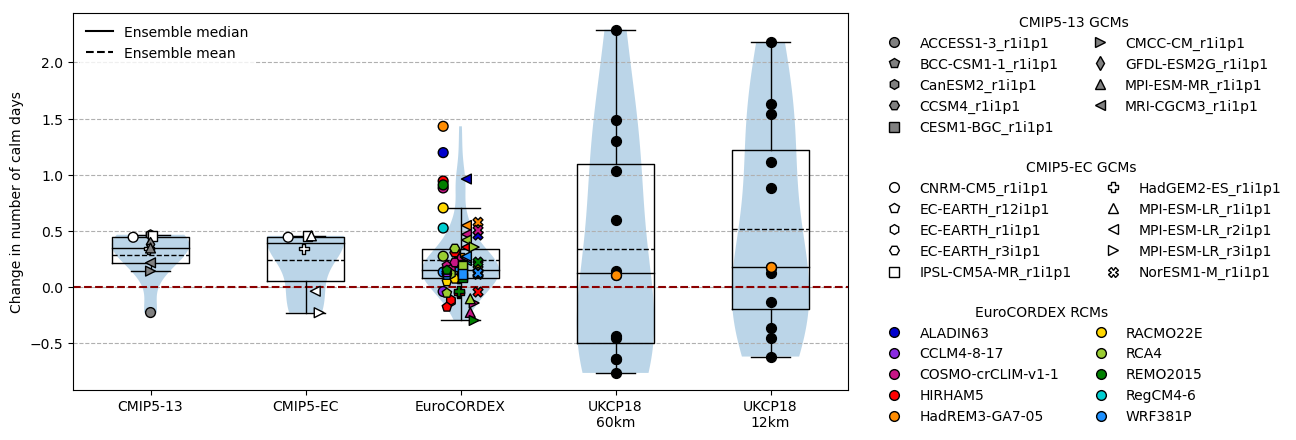 Change in number of calm days
2.0
1.5
1.0
0.5
0.0
−0.5
Ensemble median
Ensemble mean
CMIP5-13
CMIP5-EC
EuroCORDEX
UKCP18
60km
UKCP18
12km
CMIP5-13 GCMs
ACCESS1-3_r1i1p1
BCC-CSM1-1_r1i1p1
CanESM2_r1i1p1
CCSM4_r1i1p1
CESM1-BGC_r1i1p1
CMCC-CM_r1i1p1
GFDL-ESM2G_r1i1p1
MPI-ESM-MR_r1i1p1
MRI-CGCM3_r1i1p1
CMIP5-EC GCMs
CNRM-CM5_r1i1p1
EC-EARTH_r12i1p1
EC-EARTH_r1i1p1
EC-EARTH_r3i1p1
IPSL-CM5A-MR_r1i1p1
HadGEM2-ES_r1i1p1
MPI-ESM-LR_r1i1p1
MPI-ESM-LR_r2i1p1
MPI-ESM-LR_r3i1p1
NorESM1-M_r1i1p1
EuroCORDEX RCMs
ALADIN63
CCLM4-8-17
COSMO-crCLIM-v1-1
HIRHAM5
HadREM3-GA7-05
RACMO22E
RCA4
REMO2015
RegCM4-6
WRF381P